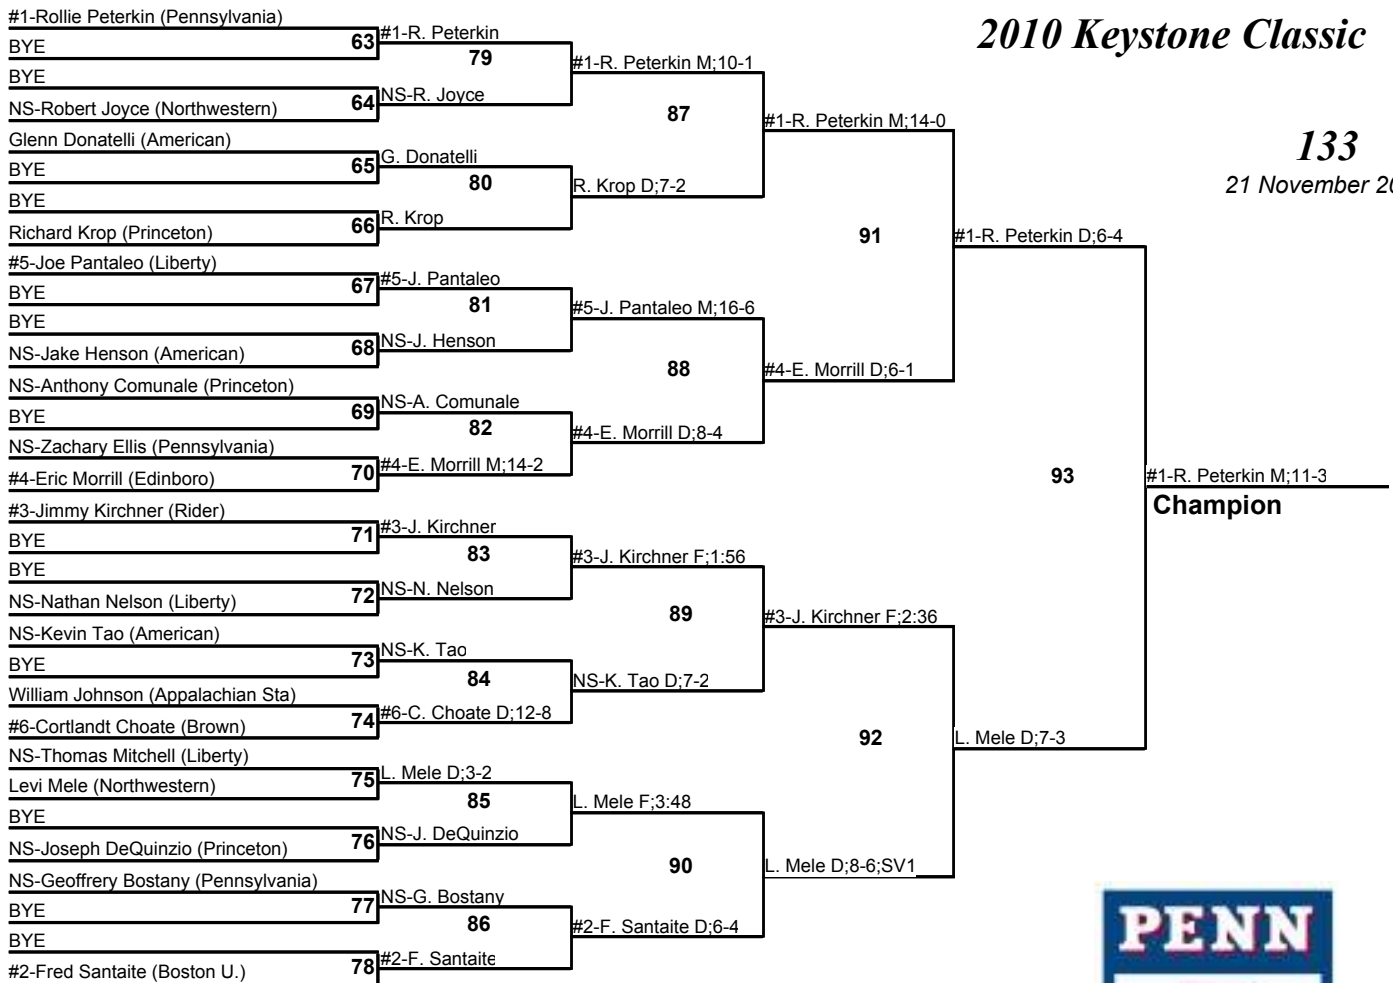 2010 Keystone Classic
133
21 November 20
#1-Rollie Peterkin (Pennsylvania)
BYE
63
BYE
NS-Robert Joyce (Northwestern)
64
Glenn Donatelli (American)
BYE
65
BYE
Richard Krop (Princeton)
66
#5-Joe Pantaleo (Liberty)
BYE
67
BYE
NS-Jake Henson (American)
68
NS-Anthony Comunale (Princeton)
BYE
69
NS-Zachary Ellis (Pennsylvania)
#4-Eric Morrill (Edinboro)
70
#3-Jimmy Kirchner (Rider)
BYE
71
BYE
NS-Nathan Nelson (Liberty)
72
NS-Kevin Tao (American)
BYE
73
William Johnson (Appalachian Sta)
#6-Cortlandt Choate (Brown)
74
NS-Thomas Mitchell (Liberty)
Levi Mele (Northwestern)
75
BYE
NS-Joseph DeQuinzio (Princeton)
76
NS-Geoffrery Bostany (Pennsylvania)
BYE
77
BYE
#2-Fred Santaite (Boston U.)
78
#1-R. Peterkin
79
NS-R. Joyce
G. Donatelli
80
R. Krop
#5-J. Pantaleo
81
NS-J. Henson
NS-A. Comunale
82
#4-E. Morrill M;14-2
#3-J. Kirchner
83
NS-N. Nelson
NS-K. Tao
84
#6-C. Choate D;12-8
L. Mele D;3-2
85
NS-J. DeQuinzio
NS-G. Bostany
86
#2-F. Santaite
#1-R. Peterkin M;10-1
87
R. Krop D;7-2
#5-J. Pantaleo M;16-6
88
#4-E. Morrill D;8-4
#3-J. Kirchner F;1:56
89
NS-K. Tao D;7-2
L. Mele F;3:48
90
#2-F. Santaite D;6-4
#1-R. Peterkin M;14-0
91
#4-E. Morrill D;6-1
#3-J. Kirchner F;2:36
92
L. Mele D;8-6;SV1
#1-R. Peterkin D;6-4
93
L. Mele D;7-3
#1-R. Peterkin M;11-3
Champion
PENN